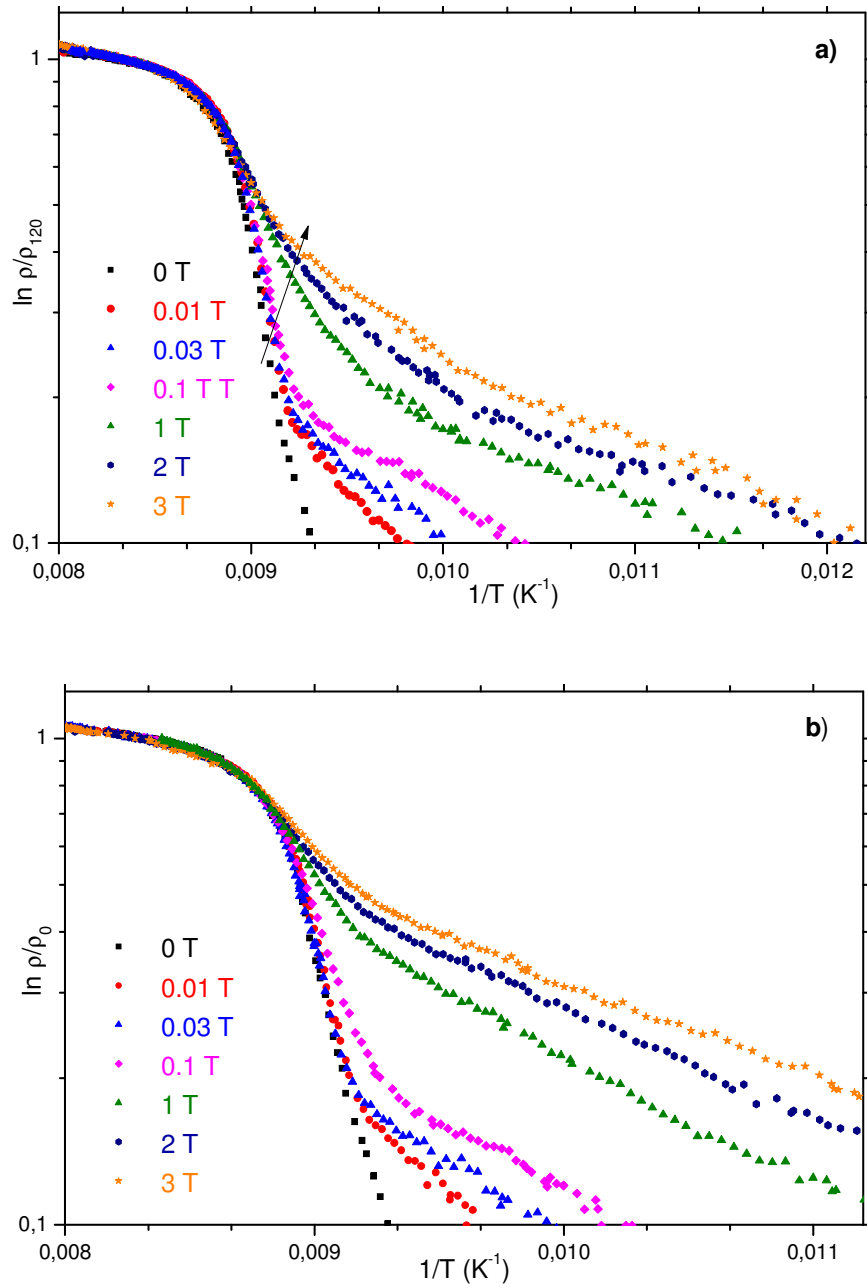 a)
1
ln ρ/ρ120
0 T
0.01 T
0.03 T
0.1 T T
1 T
2 T
3 T
0,1
0,008
0,009
0,010
0,011
0,012
1/T (K-1)
b)
1
ln ρ/ρ0
0 T
0.01 T
0.03 T
0.1 T
1 T
2 T
3 T
0,1
0,008
0,009
0,010
0,011
1/T (K-1)